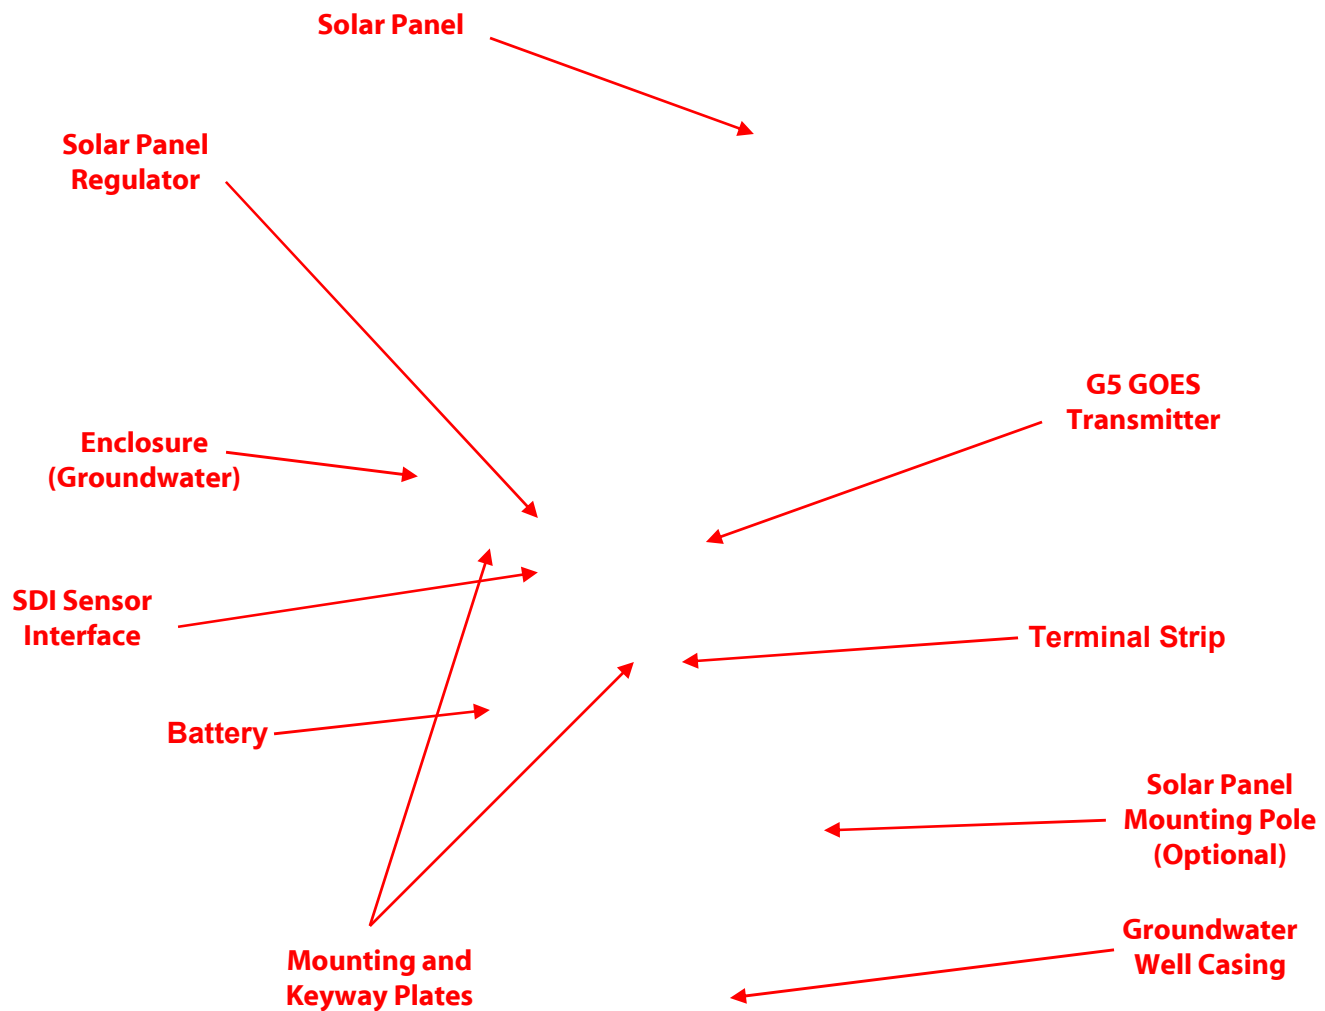 Solar Panel
Solar Panel
Regulator
G5 GOES
Transmitter
Enclosure
(Groundwater)
SDI Sensor
Interface
Terminal Strip
Battery
Solar Panel
Mounting Pole
(Optional)
Groundwater
Well Casing
Mounting and
Keyway Plates